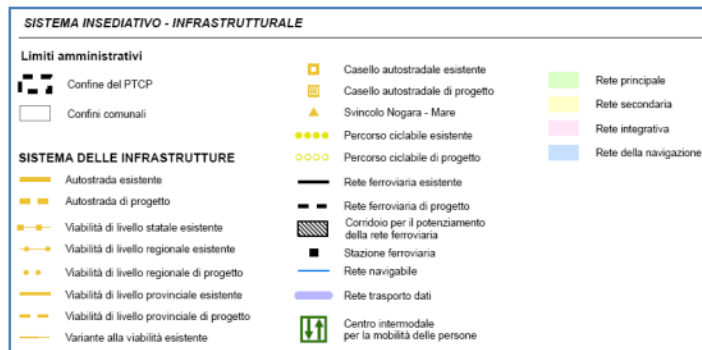 SISTEMA INSEDIATIVO - INFRASTRUTTURALE
Limiti amministrativi
Confine del PTCP
Confini comunali
SISTEMA DELLE INFRASTRUTTURE
Autostrada esistente
Autostrada di progetto
Viabilità di livello statale esistente
Viabilità di livello regionale esistente
Viabilità di livello regionale di progetto
Viabilità di livello provinciale esistente
Viabilità di livello provinciale di progetto
Variante alla viabilità esistente
Casello autostradale esistente
Casello autostradale di progetto
Svincolo Nogara - Mare
Percorso ciclabile esistente
Percorso ciclabile di progetto
Rete ferroviaria esistente
Rete ferroviaria di progetto
Corridoio per il potenziamento
della rete ferroviaria
Stazione ferroviaria
Rete navigabile
Rete trasporto dati
Centro intermodale
per la mobilità delle persone
Rete principale
Rete secondaria
Rete integrativa
Rete della navigazione